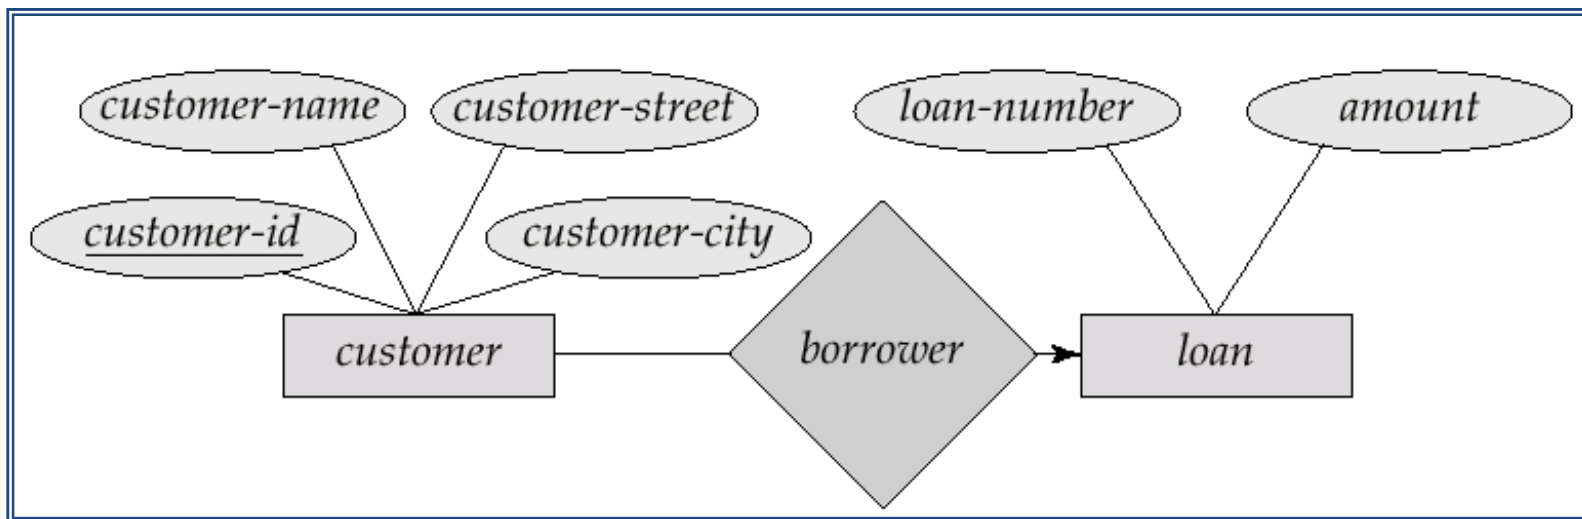 customer-name
customer-street
loan-number
amount
customer-id
customer-city
customer
borrower
loan